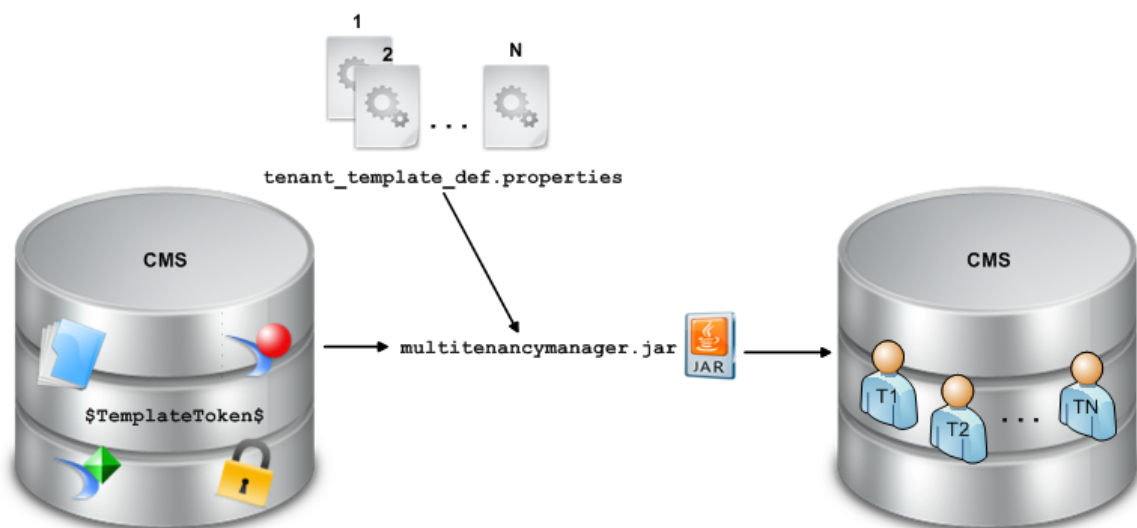 1
2
N
. . .
tenant_template_def.properties
CMS
CMS
multitenancymanager.jar
JAR
$TemplateToken$
T1
T2
. . .
TN